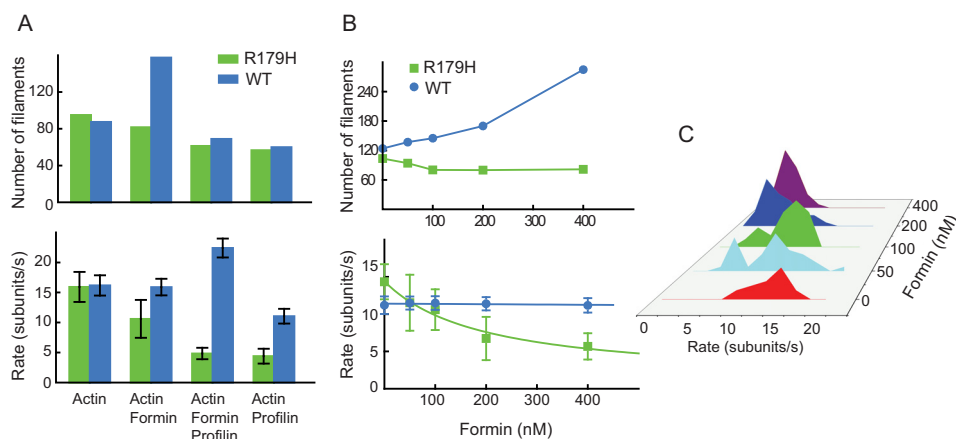 A
Number of filaments
120
80
40
R179H
WT
Rate (subunits/s)
20
15
10
5
0
Actin
Actin
Formin
Actin
Formin
Profilin
Actin
Profilin
B
Number of filaments
240
180
120
60
R179H
WT
100 200 300 400
Rate (subunits/s)
15
10
5
0
100 200 300 400
Formin (nM)
C
400
200
100
50
0
Formin (nM)
0 5 10 15 20
Rate (subunits/s)